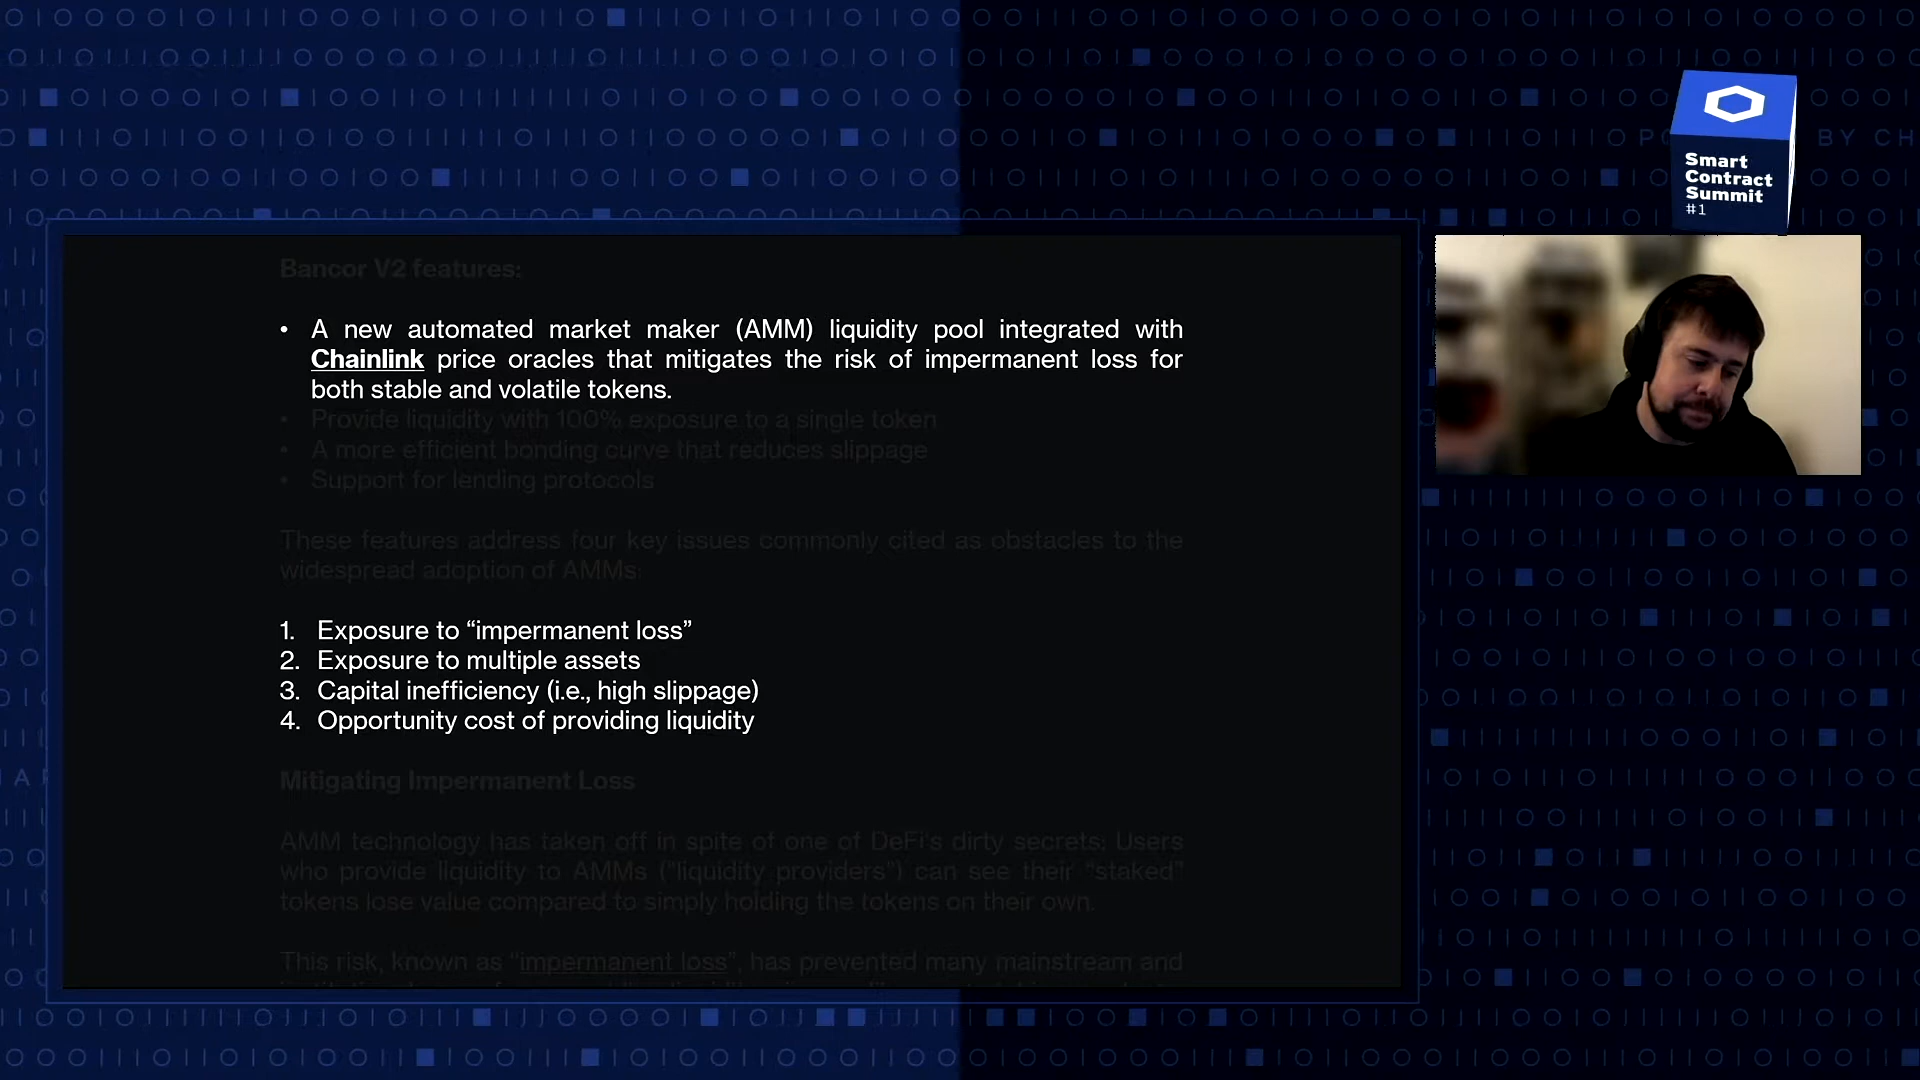 Smart
Contract
Summit
#1
BY CH
Bancor V2 features:
• A new automated market maker (AMM) liquidity pool integrated with
Chainlink price oracles that mitigates the risk of impermanent loss for
both stable and volatile tokens.
• Provide liquidity with 100% exposure to a single token
• A more efficient bonding curve that reduces slippage
• Support for lending protocols
These features address four key issues commonly cited as obstacles to the
widespread adoption of AMMs:
1. Exposure to “impermanent loss”
2. Exposure to multiple assets
3. Capital inefficiency (i.e., high slippage)
4. Opportunity cost of providing liquidity
Mitigating Impermanent Loss
AMM technology has taken off in spite of one of DeFi's dirty secrets: Users
who provide liquidity to AMMs (“liquidity providers”) can see their “staked”
tokens lose value compared to simply holding the tokens on their own.
This risk, known as “impermanent loss”, has prevented many mainstream and